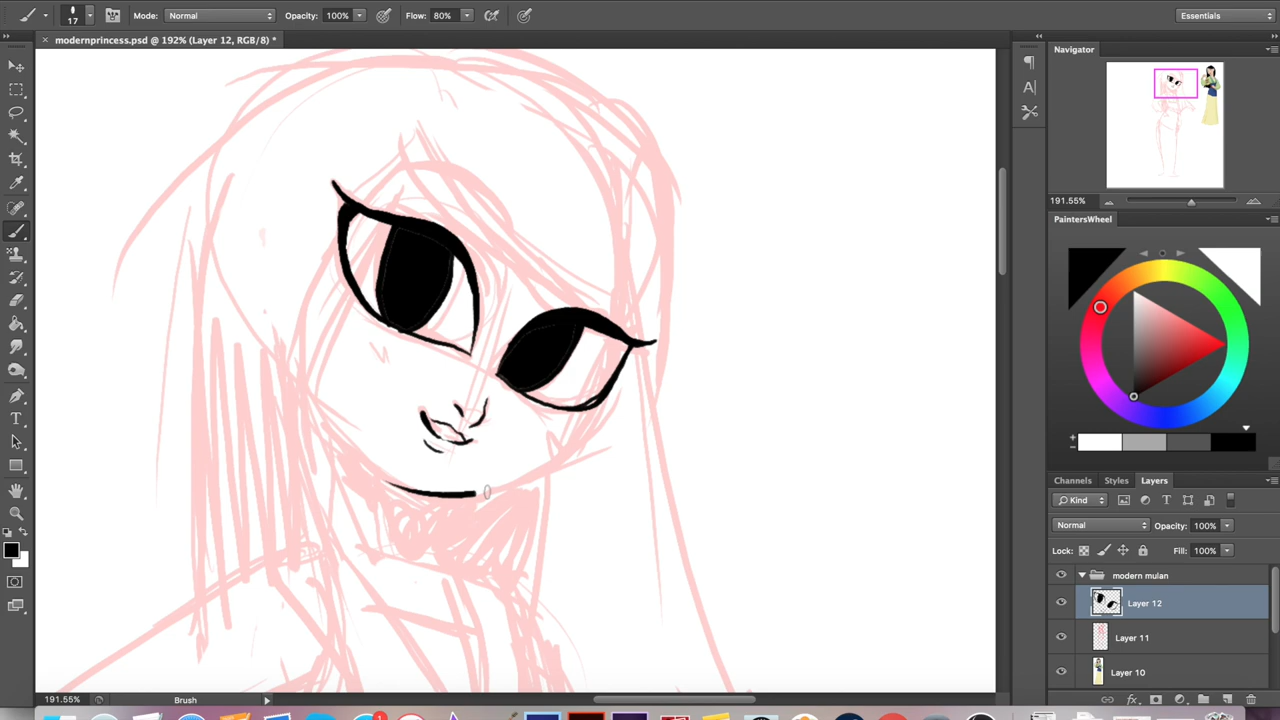 17 Mode: Normal Opacity: 100% Flow: 80% Essentials
modernprincess.psd @ 192% (Layer 12, RGB/8) *
Navigator
191.55%
PaintersWheel
Channels Styles Layers
Kind
Normal Opacity: 100%
Lock: Fill: 100%
modern mulan
Layer 12
Layer 11
Layer 10
191.55% Brush